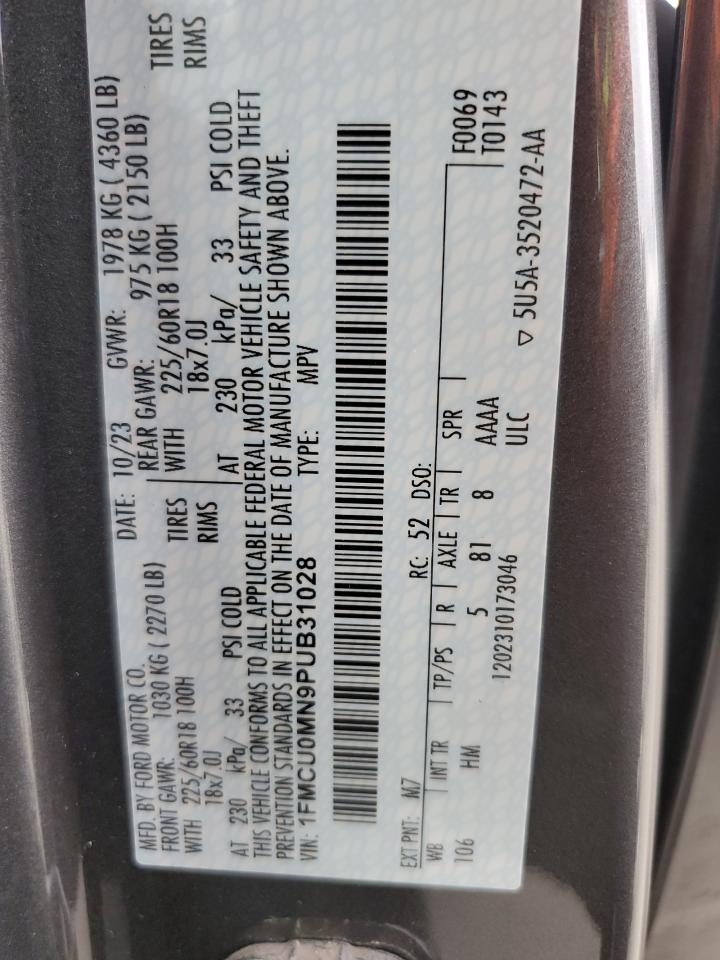 MFD. BY FORD MOTOR CO. DATE: 10/23 GVWR: 1978 KG ( 4360 LB)
FRONT GAWR: 1030 KG ( 2270 LB) REAR GAWR: 975 KG ( 2150 LB)
WITH 225/60R18 100H TIRES WITH 225/60R18 100H TIRES
18x7.0J RIMS 18x7.0J RIMS
AT 230 kPa/ 33 PSI COLD AT 230 kPa/ 33 PSI COLD
THIS VEHICLE CONFORMS TO ALL APPLICABLE FEDERAL MOTOR VEHICLE SAFETY AND THEFT
PREVENTION STANDARDS IN EFFECT ON THE DATE OF MANUFACTURE SHOWN ABOVE.
VIN: 1FMCU0MN9PUB31028 TYPE: MPV
EXT PNT: M7 RC: 52 DSO:
WB INT TR TP/PS R AXLE TR SPR F0069
106 HM 5 81 8 AAAA T0143
1202310173046 ULC
▽ 5U5A-3520472-AA